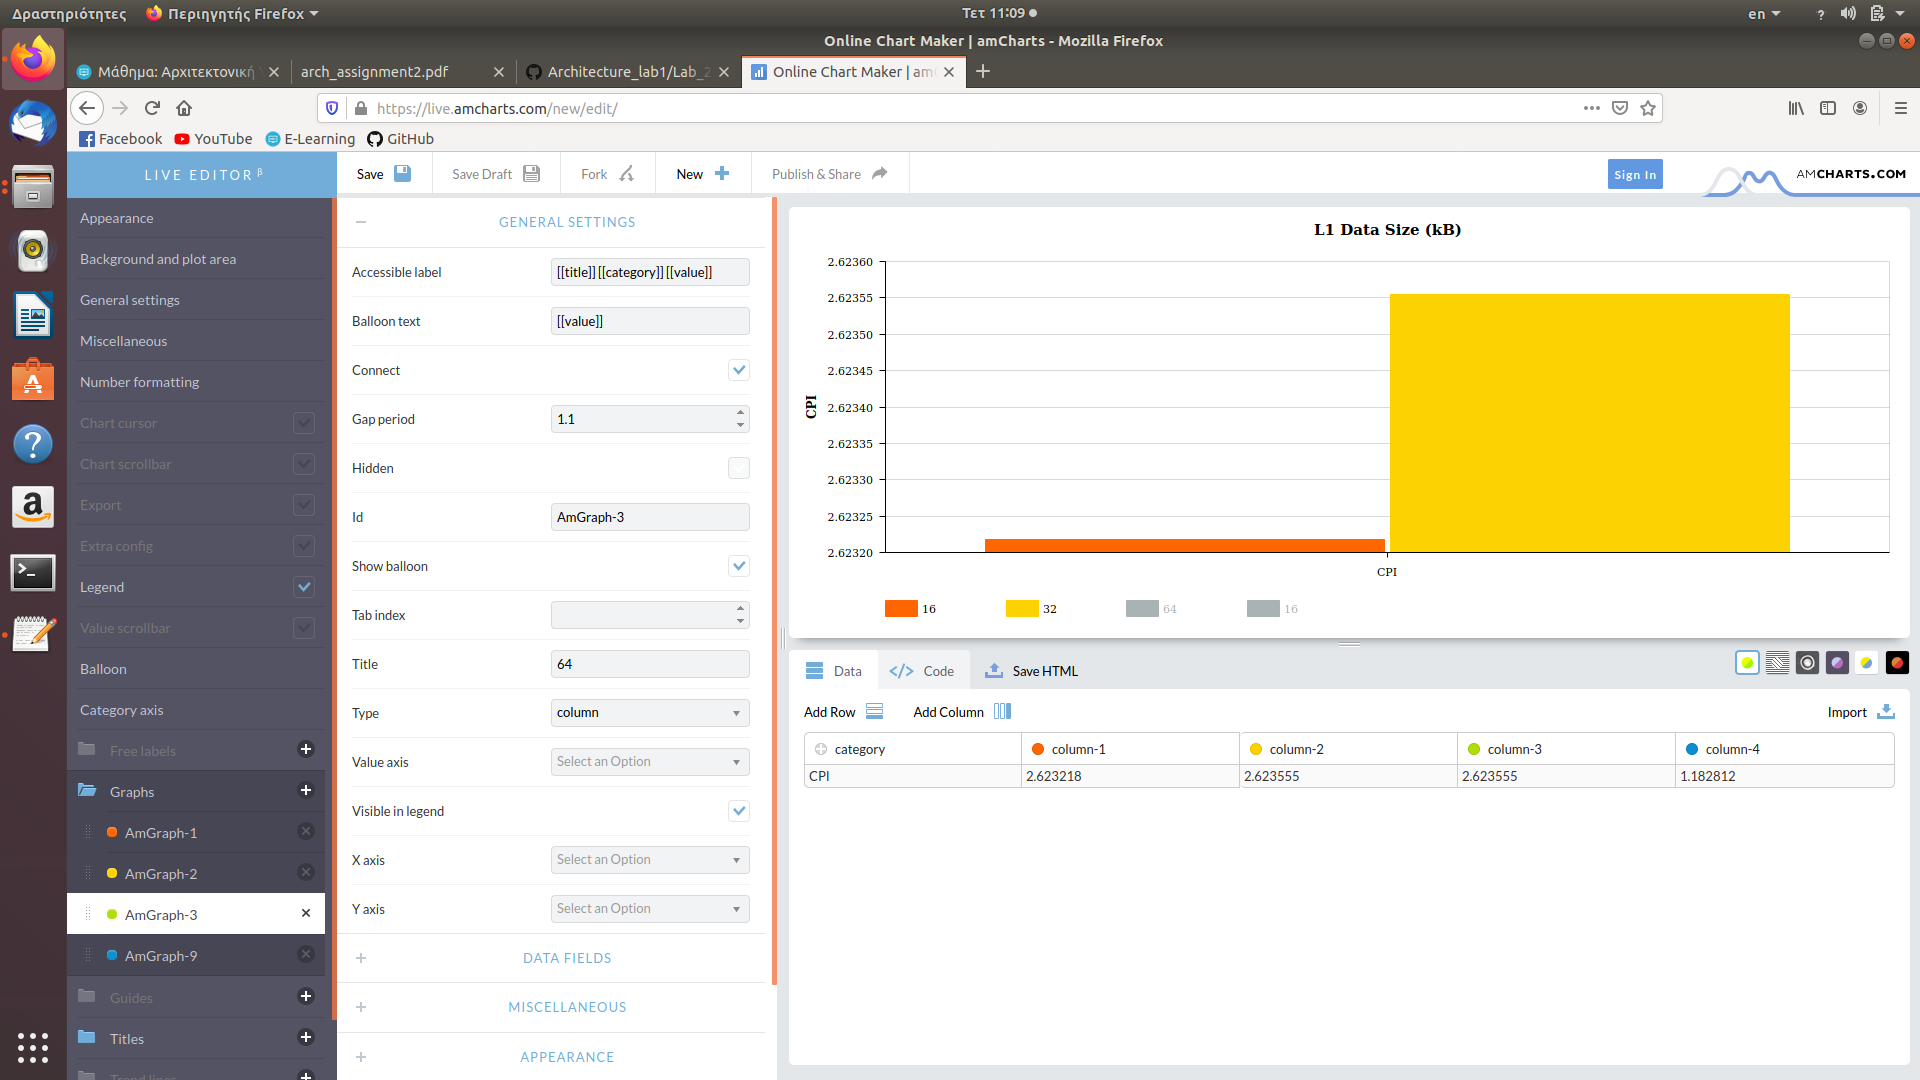 Δραστηριότητες Περιηγητής Firefox Τετ 11:09 en ?
Online Chart Maker | amCharts - Mozilla Firefox
Μάθημα: Αρχιτεκτονική arch_assignment2.pdf Architecture_lab1/Lab_2 Online Chart Maker | am
https://live.amcharts.com/new/edit/
Facebook YouTube E-Learning GitHub
LIVE EDITOR β Save Save Draft Fork New Publish & Share Sign In AMCHARTS.COM
Appearance
Background and plot area
General settings
Miscellaneous
Number formatting
Chart cursor
Chart scrollbar
Export
Extra config
Legend
Value scrollbar
Balloon
Category axis
Free labels
Graphs
AmGraph-1
AmGraph-2
AmGraph-3
AmGraph-9
Guides
Titles
Trend lines
GENERAL SETTINGS
Accessible label [[title]] [[category]] [[value]]
Balloon text [[value]]
Connect
Gap period 1.1
Hidden
Id AmGraph-3
Show balloon
Tab index
Title 64
Type column
Value axis Select an Option
Visible in legend
X axis Select an Option
Y axis Select an Option
DATA FIELDS
MISCELLANEOUS
APPEARANCE
L1 Data Size (kB)
2.62360
2.62355
2.62350
2.62345
2.62340
2.62335
2.62330
2.62325
2.62320
CPI
CPI
16 32 64 16
Data Code Save HTML
Add Row Add Column Import
category column-1 column-2 column-3 column-4
CPI 2.623218 2.623555 2.623555 1.182812